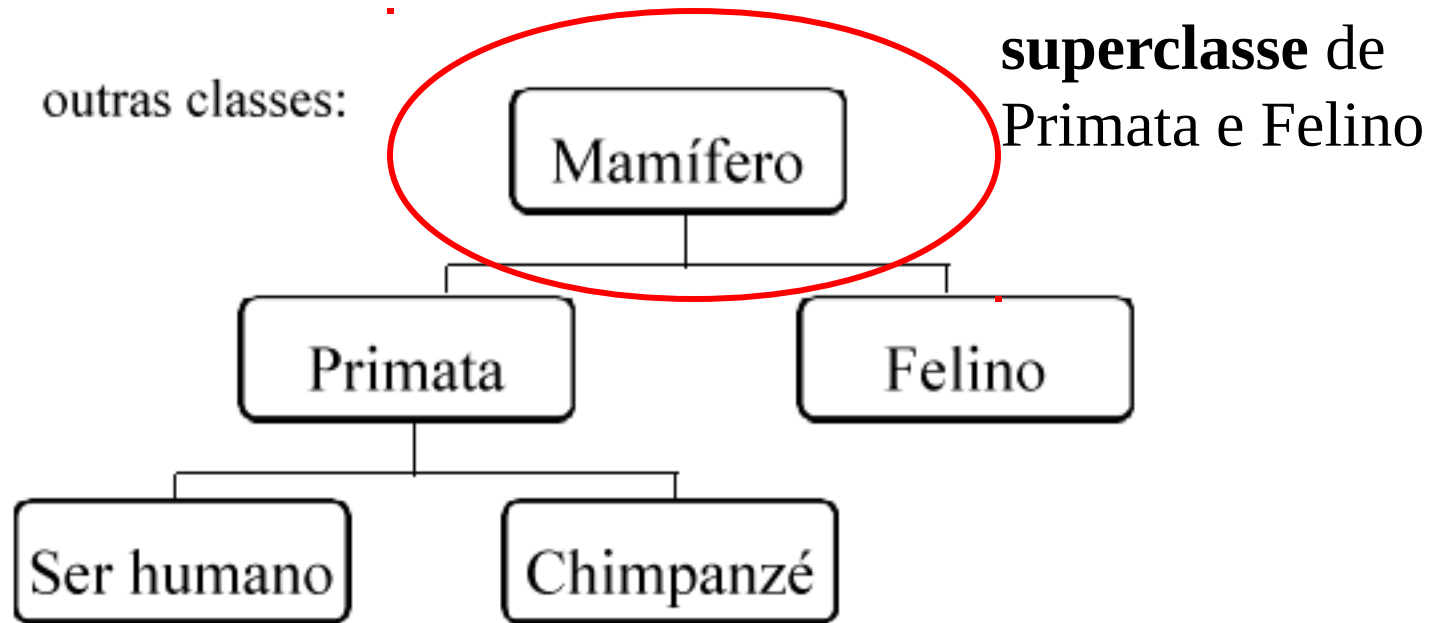 superclasse de
Primata e Felino
outras classes:
Mamífero
Primata
Felino
Ser humano
Chimpanzé